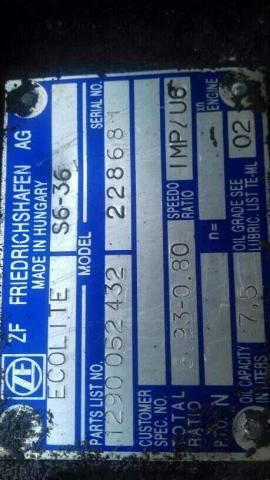 ZF FRIEDRICHSHAFEN AG
MADE IN HUNGARY
ECOLITE S6-36
MODEL
PARTS LIST NO. SERIAL NO.
1290 052 432 228681
CUSTOMER
SPEC. NO.
TOTAL
RATIO
SPEEDO
RATIO
IMP/U6
n=
ENGINE
OIL CAPACITY
IN LITER
7,5
OIL GRADE SEE
LUBRIC. LIST TE-ML
02